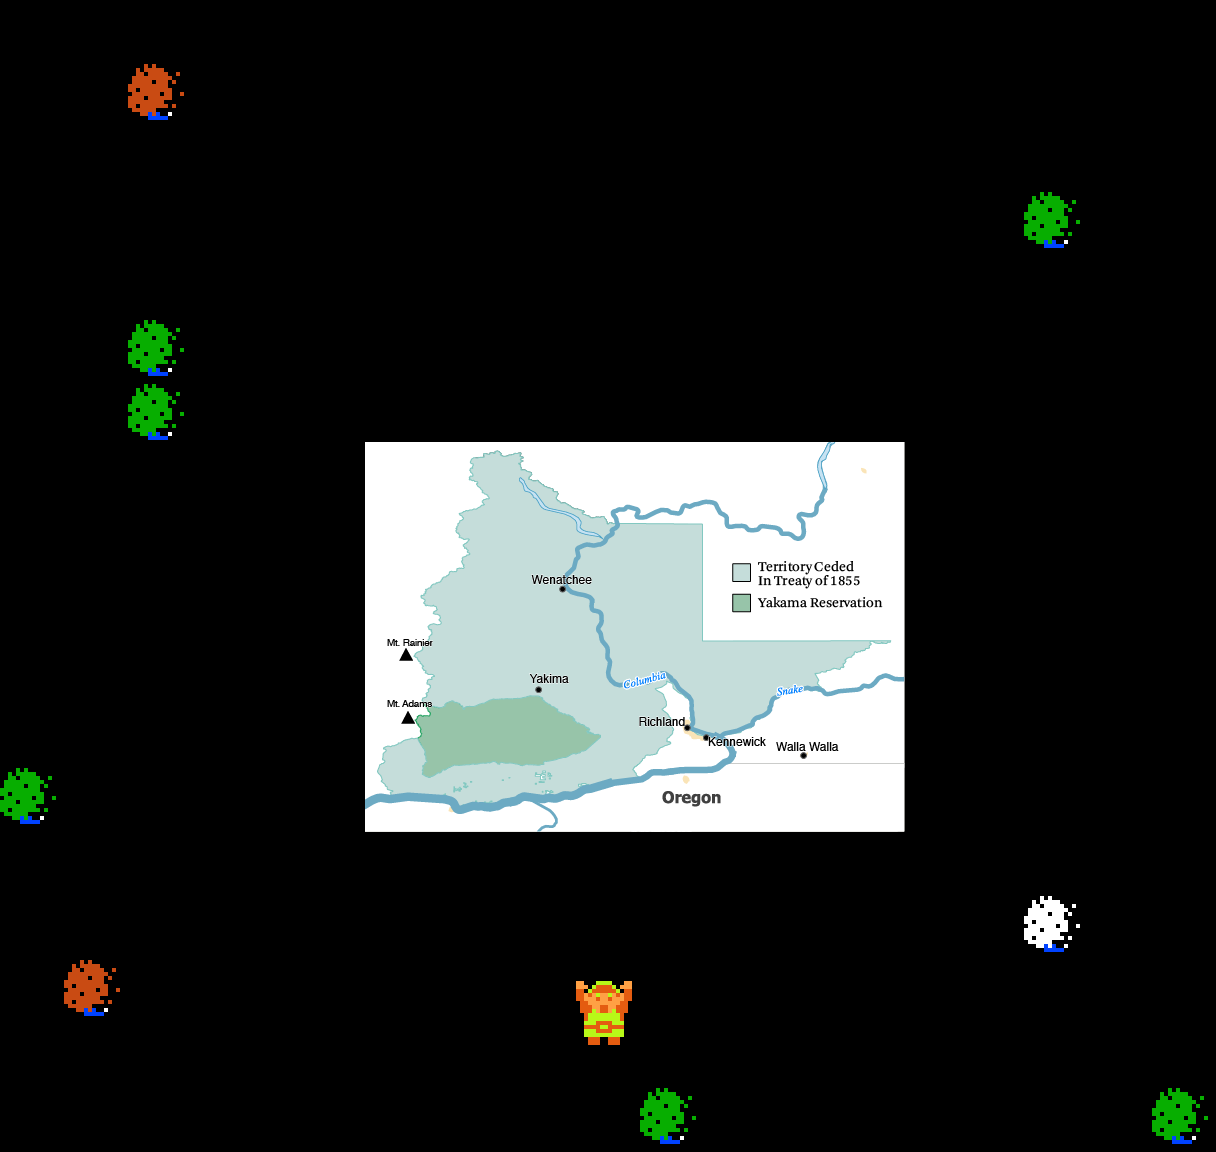 Territory Ceded
In Treaty of 1855
Wenatchee
Yakama Reservation
Mt. Rainier
Yakima
Columbia
Snake
Mt. Adams
Richland
Kennewick
Walla Walla
Oregon